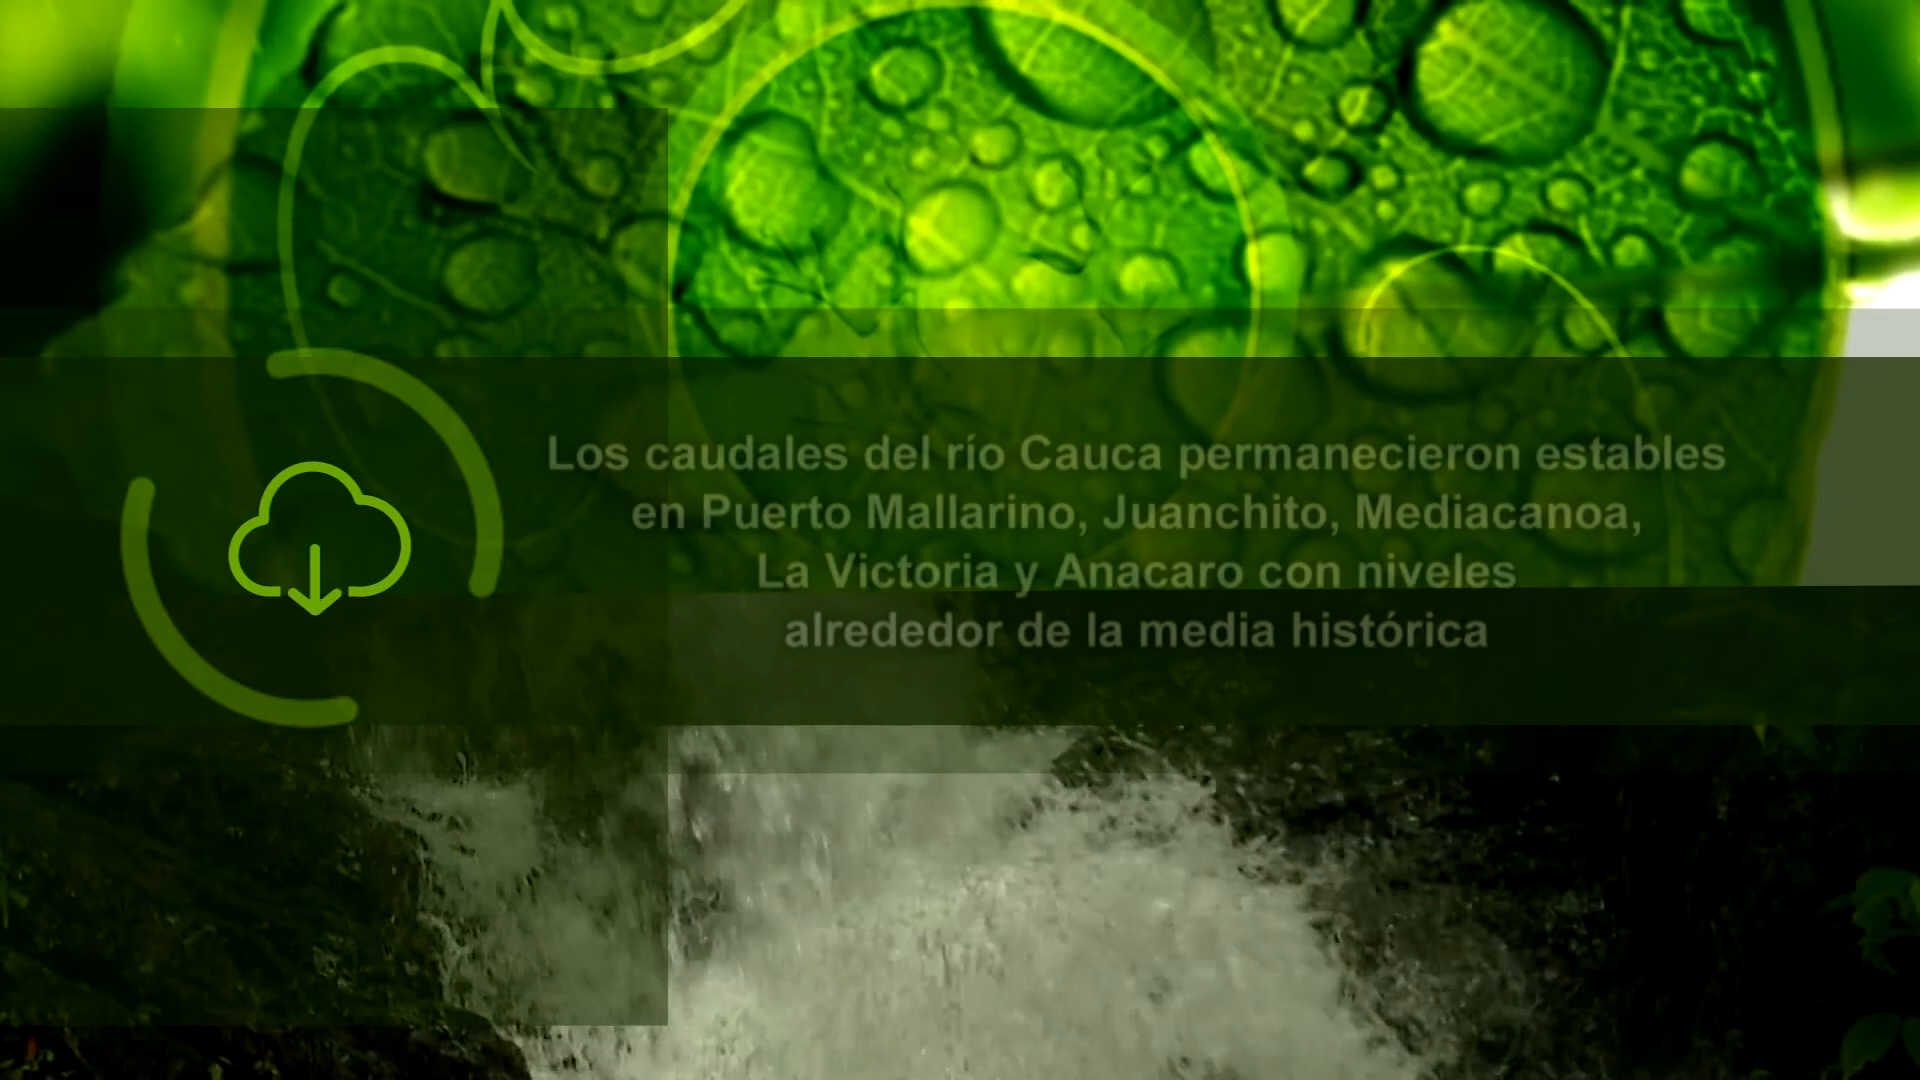 Los caudales del río Cauca permanecieron estables
en Puerto Mallarino, Juanchito, Mediacanoa,
La Victoria y Anacaro con niveles
alrededor de la media histórica